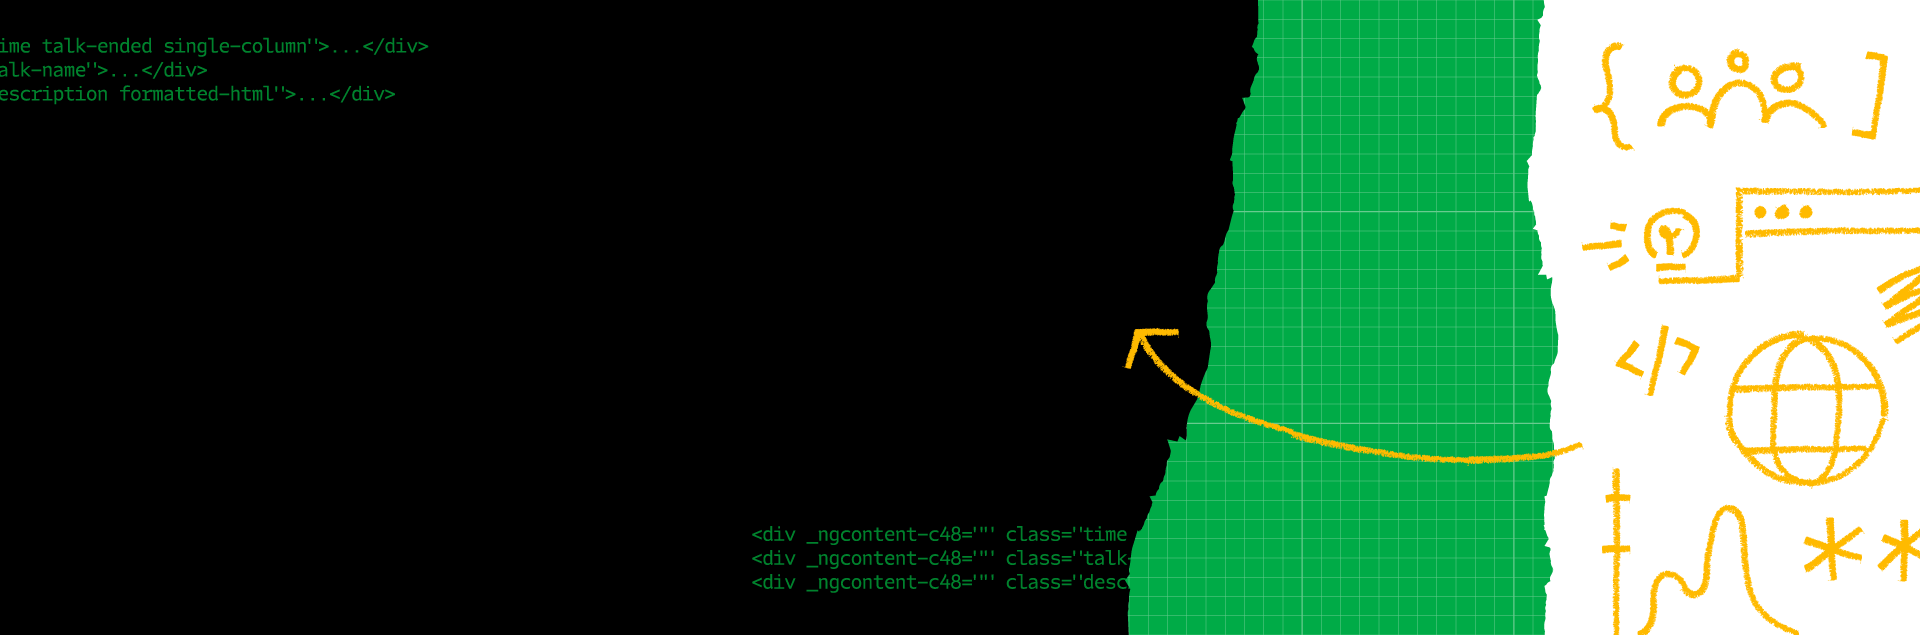 ime talk-ended single-column">...</div>
alk-name">...</div>
escription formatted-html">...</div>
{ ]
</>
<div _ngcontent-c48='"' class="time
<div _ngcontent-c48='"' class="talk-
<div _ngcontent-c48='"' class="desc
**